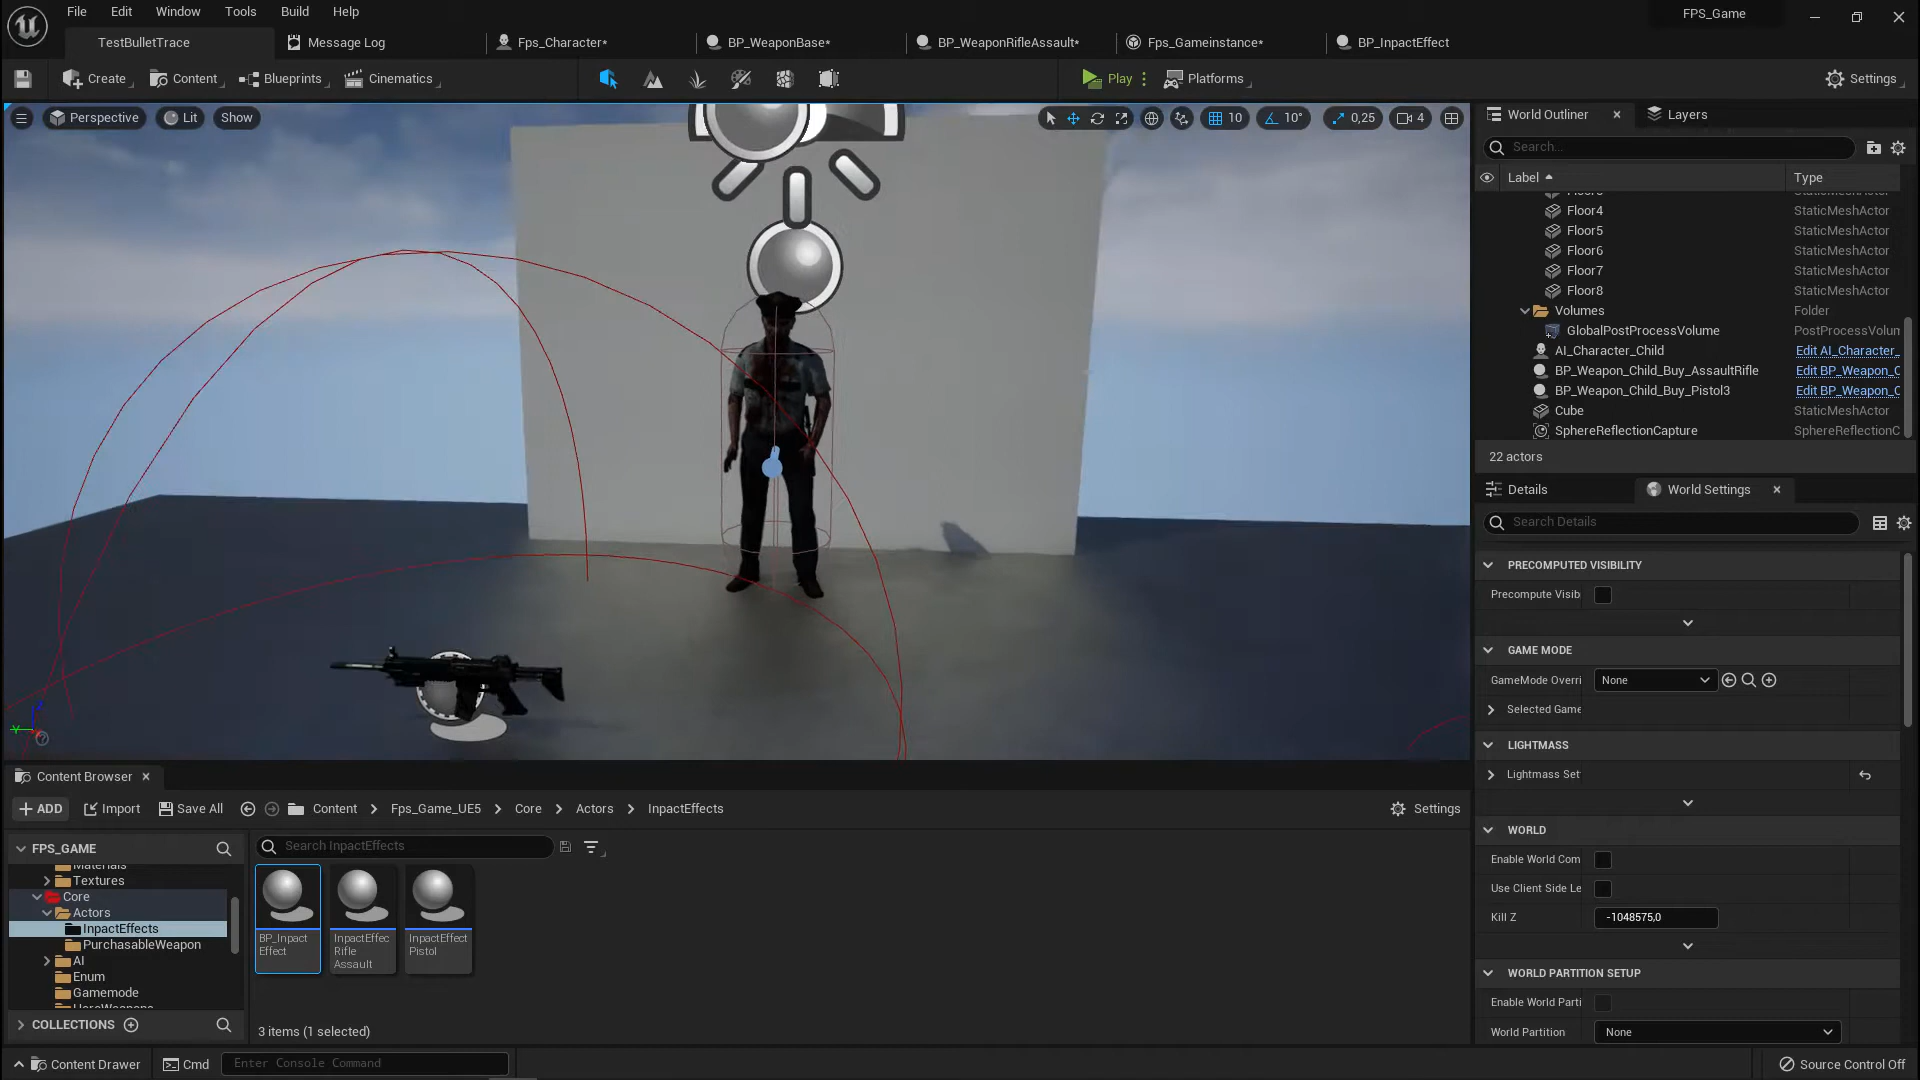 File Edit Window Tools Build Help
FPS_Game
TestBulletTrace
Message Log
Fps_Character*
BP_WeaponBase*
BP_WeaponRifleAssault*
Fps_Gameinstance*
BP_InpactEffect
Create
Content
Blueprints
Cinematics
Play
Platforms
Settings
Perspective
Lit
Show
10
10°
0,25
4
World Outliner
Layers
Search...
Label
Type
Floor4 StaticMeshActor
Floor5 StaticMeshActor
Floor6 StaticMeshActor
Floor7 StaticMeshActor
Floor8 StaticMeshActor
Volumes Folder
GlobalPostProcessVolume PostProcessVolum
AI_Character_Child Edit AI_Character_
BP_Weapon_Child_Buy_AssaultRifle Edit BP_Weapon_C
BP_Weapon_Child_Buy_Pistol3 Edit BP_Weapon_C
Cube StaticMeshActor
SphereReflectionCapture SphereReflectionC
22 actors
Details
World Settings
Search Details
PRECOMPUTED VISIBILITY
Precompute Visib
GAME MODE
GameMode Overri None
Selected Game
LIGHTMASS
Lightmass Set
WORLD
Enable World Com
Use Client Side Le
Kill Z -1048575,0
WORLD PARTITION SETUP
Enable World Parti
World Partition None
Y
Z
Content Browser
ADD
Import
Save All
Content
Fps_Game_UE5
Core
Actors
InpactEffects
Settings
FPS_GAME
Search InpactEffects
Materials
Textures
Core
Actors
InpactEffects
PurchasableWeapon
AI
Enum
Gamemode
HeroWeapons
BP_Inpact
Effect
InpactEffec
Rifle
Assault
InpactEffect
Pistol
COLLECTIONS
3 items (1 selected)
Content Drawer
Cmd
Enter Console Command
Source Control Off